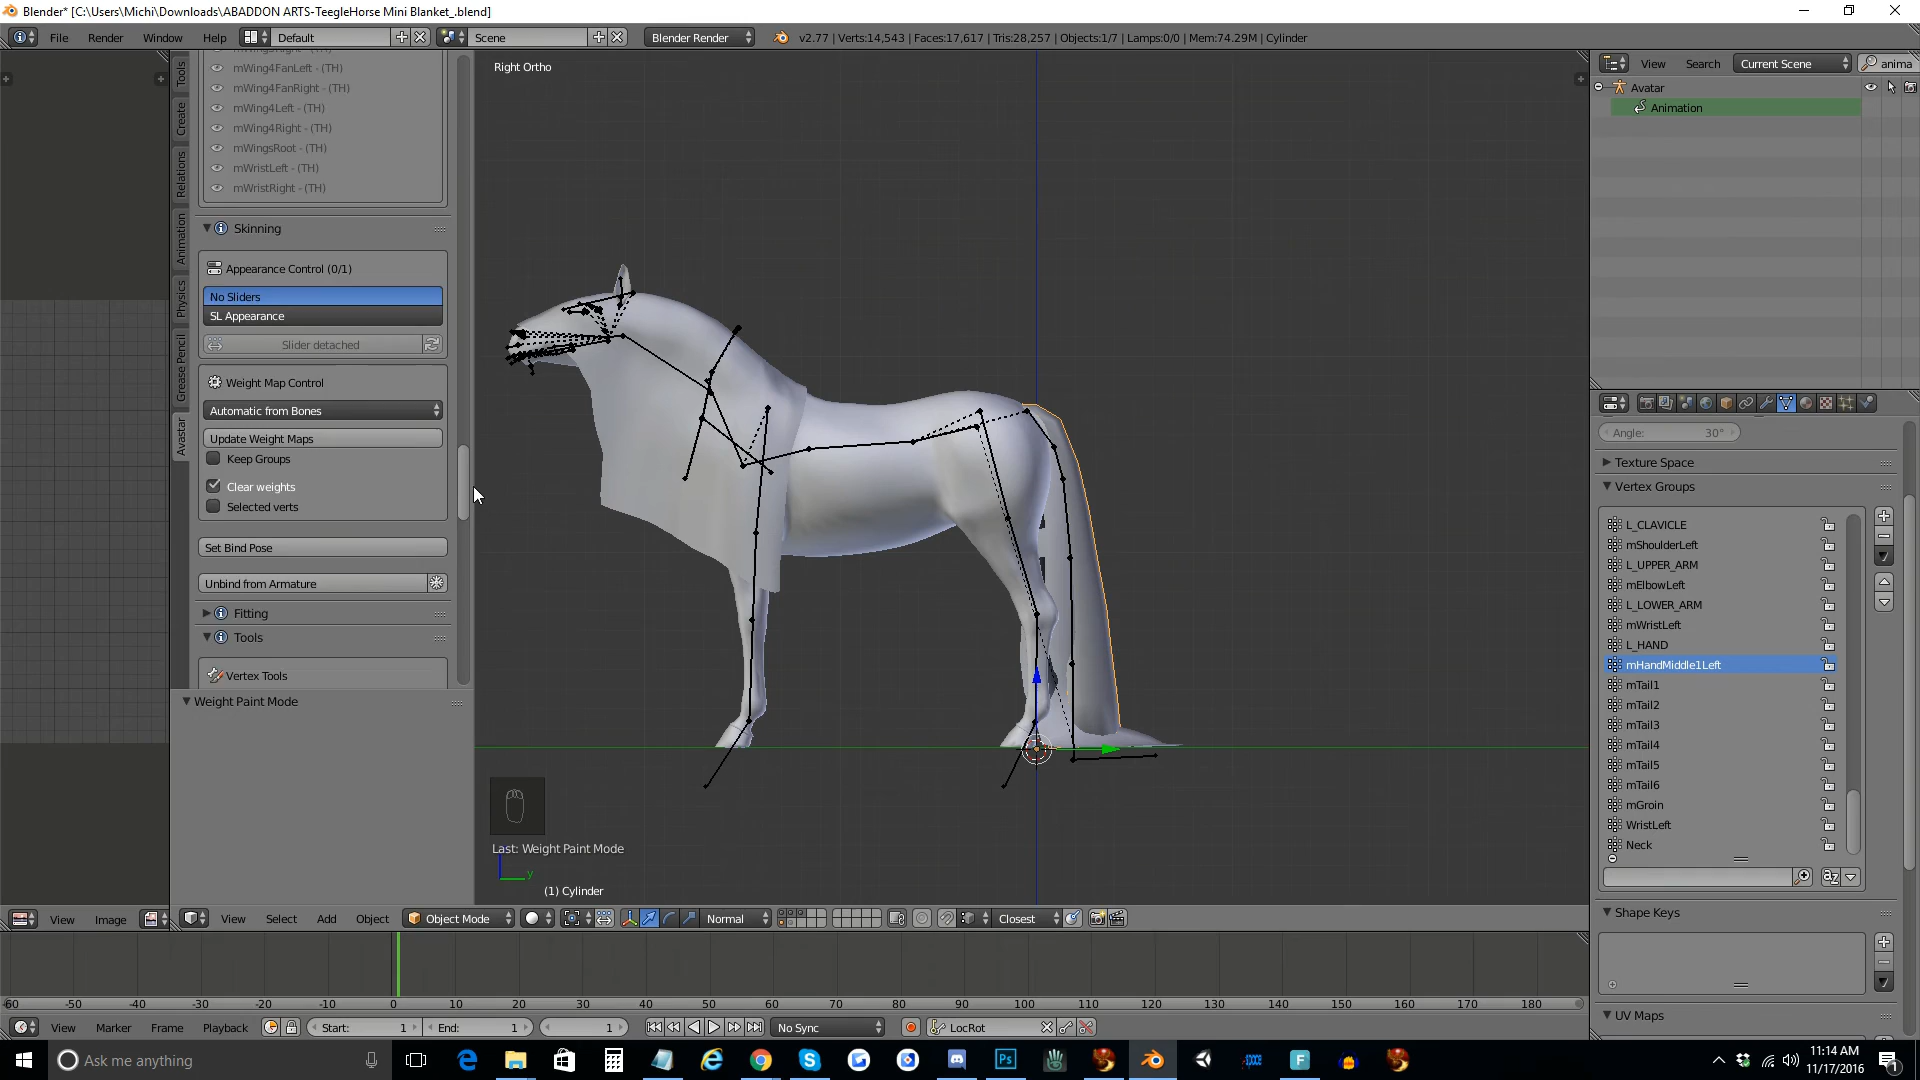 Blender* [C:\Users\Michi\Downloads\ABADDON ARTS-TeegleHorse Mini Blanket_.blend]
File Render Window Help Default Scene Blender Render v2.77 | Verts:14,543 | Faces:17,617 | Tris:28,257 | Objects:1/7 | Lamps:0/0 | Mem:74.29M | Cylinder
Tools
Create
Relations
Animation
Physics
Grease Pencil
Avastar
mWing4FanLeft - (TH)
mWing4FanRight - (TH)
mWing4Left - (TH)
mWing4Right - (TH)
mWingsRoot - (TH)
mWristLeft - (TH)
mWristRight - (TH)
Skinning
Appearance Control (0/1)
No Sliders
SL Appearance
Slider detached
Weight Map Control
Automatic from Bones
Update Weight Maps
Keep Groups
Clear weights
Selected verts
Set Bind Pose
Unbind from Armature
Fitting
Tools
Vertex Tools
Weight Paint Mode
Right Ortho
Last: Weight Paint Mode
y
(1) Cylinder
View Search Current Scene anima
Avatar
Animation
Angle: 30°
Texture Space
Vertex Groups
L_CLAVICLE
mShoulderLeft
L_UPPER_ARM
mElbowLeft
L_LOWER_ARM
mWristLeft
L_HAND
mHandMiddle1Left
mTail1
mTail2
mTail3
mTail4
mTail5
mTail6
mGroin
WristLeft
Neck
Shape Keys
UV Maps
View Image View Select Add Object Object Mode Normal Closest
-60 -50 -40 -30 -20 -10 0 10 20 30 40 50 60 70 80 90 100 110 120 130 140 150 160 170 180
View Marker Frame Playback Start: 1 End: 1 1 No Sync LocRot
Ask me anything
11:14 AM
11/17/2016